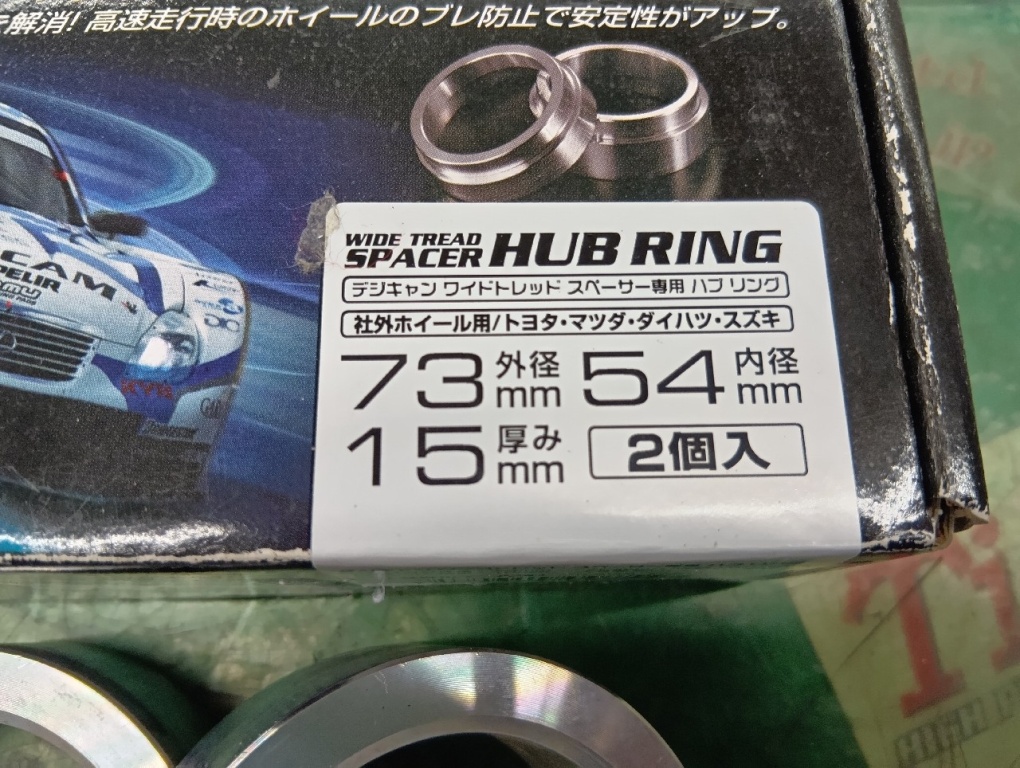 解消! 高速走行時のホイールのブレ防止で安定性がアップ。
WIDE TREAD
SPACER HUB RING
デジキャン ワイドトレッド スペーサー専用 ハブ リング
社外ホイール用/トヨタ・マツダ・ダイハツ・スズキ
73 外径 mm 54 内径 mm
15 厚み mm 2個入
CAM
KYB
Ti
HIGH